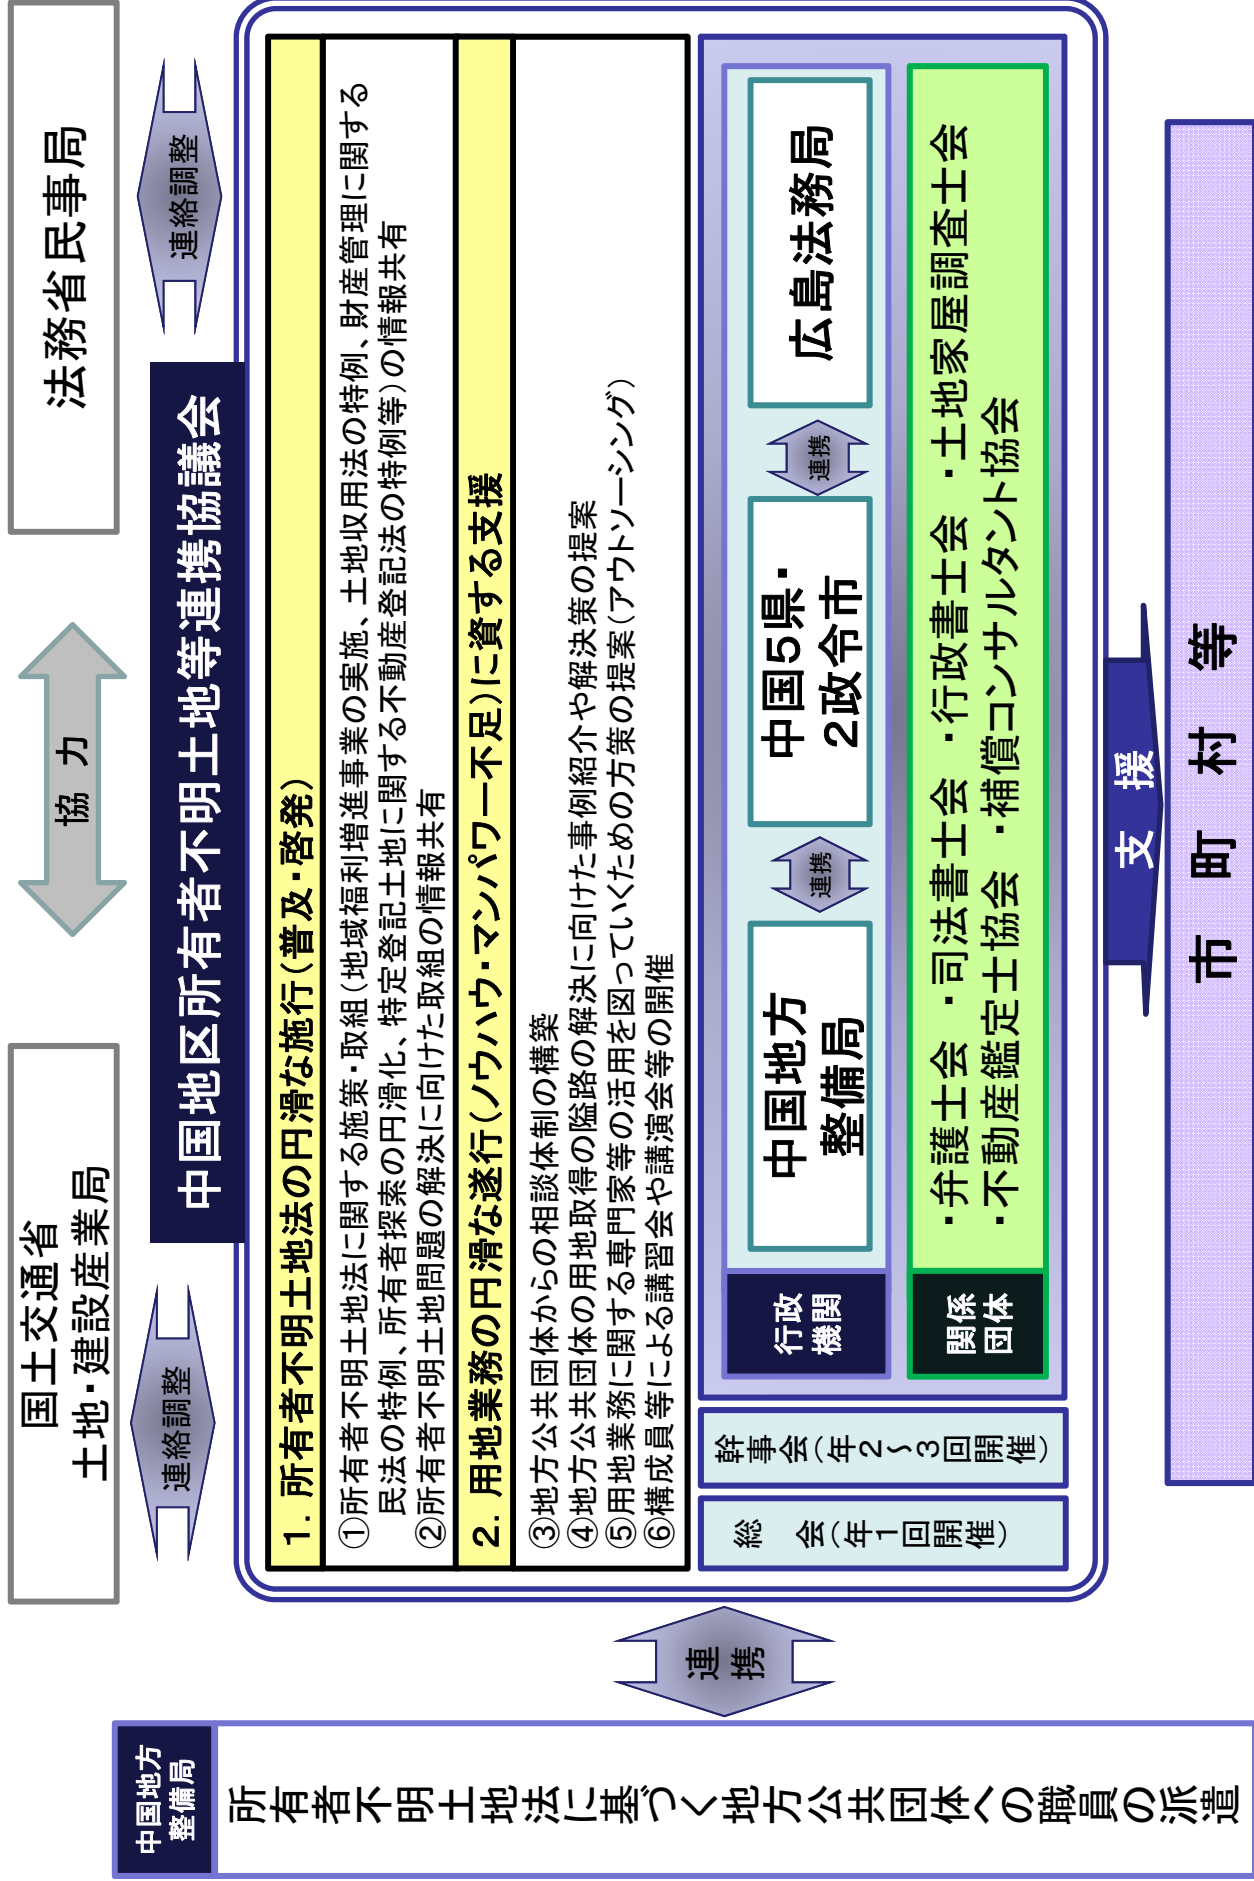 国土交通省
土地・建設産業局
協　力
法務省民事局
連絡調整
連絡調整
中国地区所有者不明土地等連携協議会
１．所有者不明土地法の円滑な施行（普及・啓発）
①所有者不明土地法に関する施策・取組（地域福利増進事業の実施、土地収用法の特例、財産管理に関する
民法の特例、所有者探索の円滑化、特定登記土地に関する不動産登記法の特例等）の情報共有
②所有者不明土地問題の解決に向けた取組の情報共有
２．用地業務の円滑な遂行（ノウハウ・マンパワー不足）に資する支援
③地方公共団体からの相談体制の構築
④地方公共団体の用地取得の隘路の解決に向けた事例紹介や解決策の提案
⑤用地業務に関する専門家等の活用を図っていくための方策の提案（アウトソーシング）
⑥構成員等による講習会や講演会等の開催
総　会（年１回開催）
幹事会（年２～３回開催）
行政
機関
中国地方
整備局
連携
中国５県・
２政令市
連携
広島法務局
関係
団体
・弁護士会 ・司法書士会 ・行政書士会 ・土地家屋調査士会
・不動産鑑定士協会 ・補償コンサルタント協会
連
携
中国地方
整備局
所有者不明土地法に基づく地方公共団体への職員の派遣
支　援
市　町　村　等